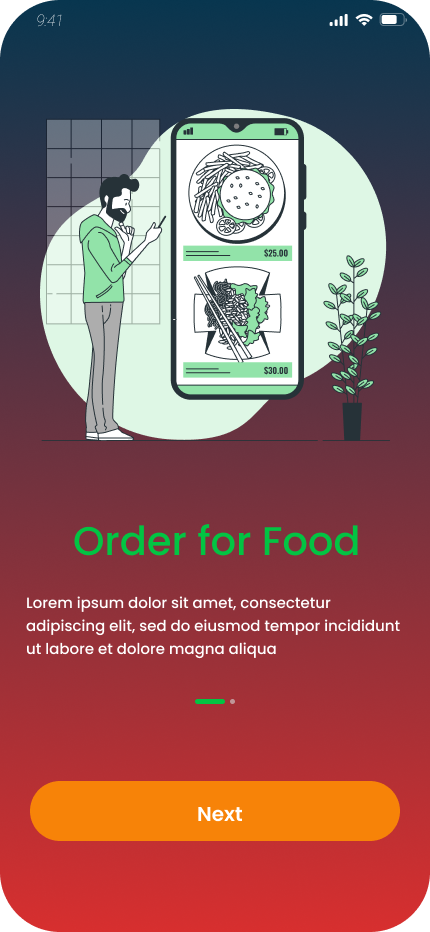 9:41
$25.00
$30.00
Order for Food
Lorem ipsum dolor sit amet, consectetur
adipiscing elit, sed do eiusmod tempor incididunt
ut labore et dolore magna aliqua
Next